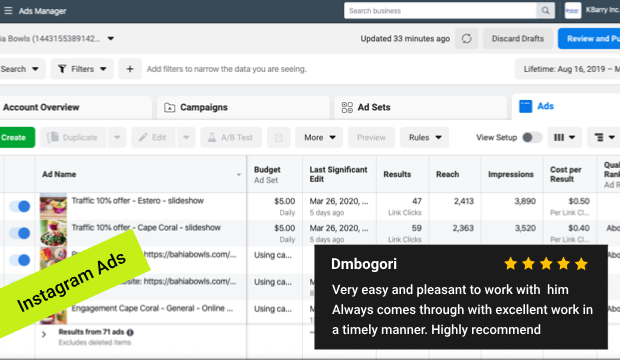 Ads Manager
Search business
KBarry Inc.
ia Bowls (1443155389142...
Updated 33 minutes ago
Discard Drafts
Review and Pu
Search
Filters
Add filters to narrow the data you are seeing.
Lifetime: Aug 16, 2019 – M
Account Overview
Campaigns
Ad Sets
Ads
Create
Duplicate
Edit
A/B Test
More
Preview
Rules
View Setup
Ad Name
Budget
Ad Set
Last Significant
Edit
Results
Reach
Impressions
Cost per
Result
Qual
Rank
Ad R
Traffic 10% offer - Estero - slideshow
$5.00
Daily
Mar 26, 2020, ...
5 days ago
47
Link Clicks
2,413
3,890
$0.50
Per Link Cl...
Traffic 10% offer - Cape Coral - slideshow
$5.00
Daily
Mar 26, 2020, ...
5 days ago
59
Link Clicks
2,363
3,520
$0.40
Per Link Cl...
Abo
https://bahiabowls.com/...
Using ca...
Abo
https://bahiabowls.com/...
Using ca...
Engagement Cape Coral - General - Online ...
Using ca...
Results from 71 ads
Excludes deleted items
Instagram Ads
Dmbogori
Very easy and pleasant to work with him
Always comes through with excellent work in
a timely manner. Highly recommend